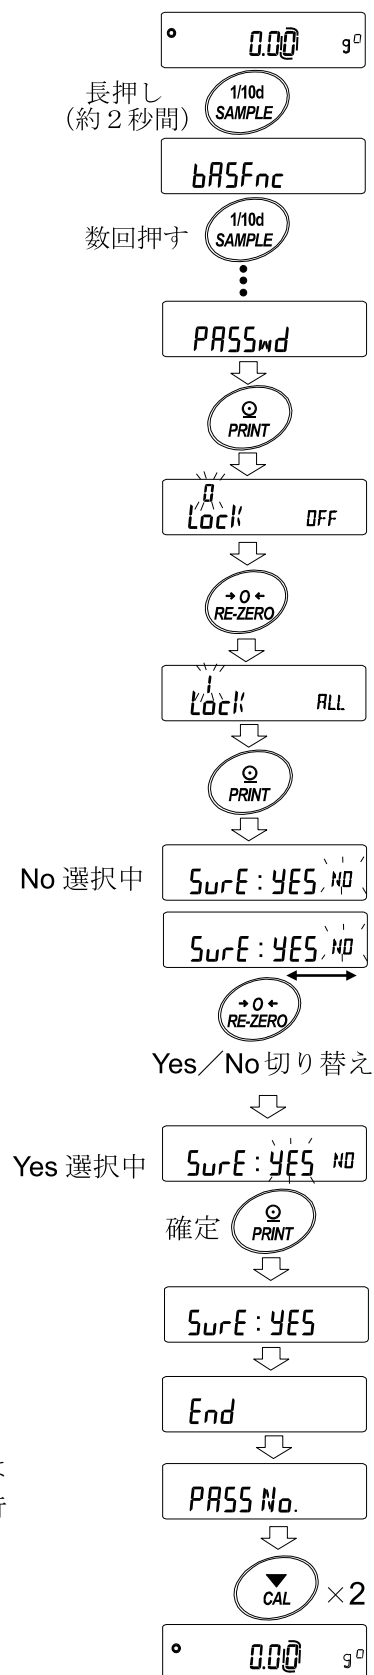 0.00 g
長押し
(約２秒間)
1/10d
SAMPLE
bASFnc
数回押す
1/10d
SAMPLE
PASSwd
PRINT
0
Lock OFF
→0←
RE-ZERO
1
Lock ALL
PRINT
No 選択中
SurE : YES NO
SurE : YES NO
→0←
RE-ZERO
Yes／No 切り替え
Yes 選択中
SurE : YES NO
確定
PRINT
SurE : YES
End
PASS No.
CAL
×2
0.00 g